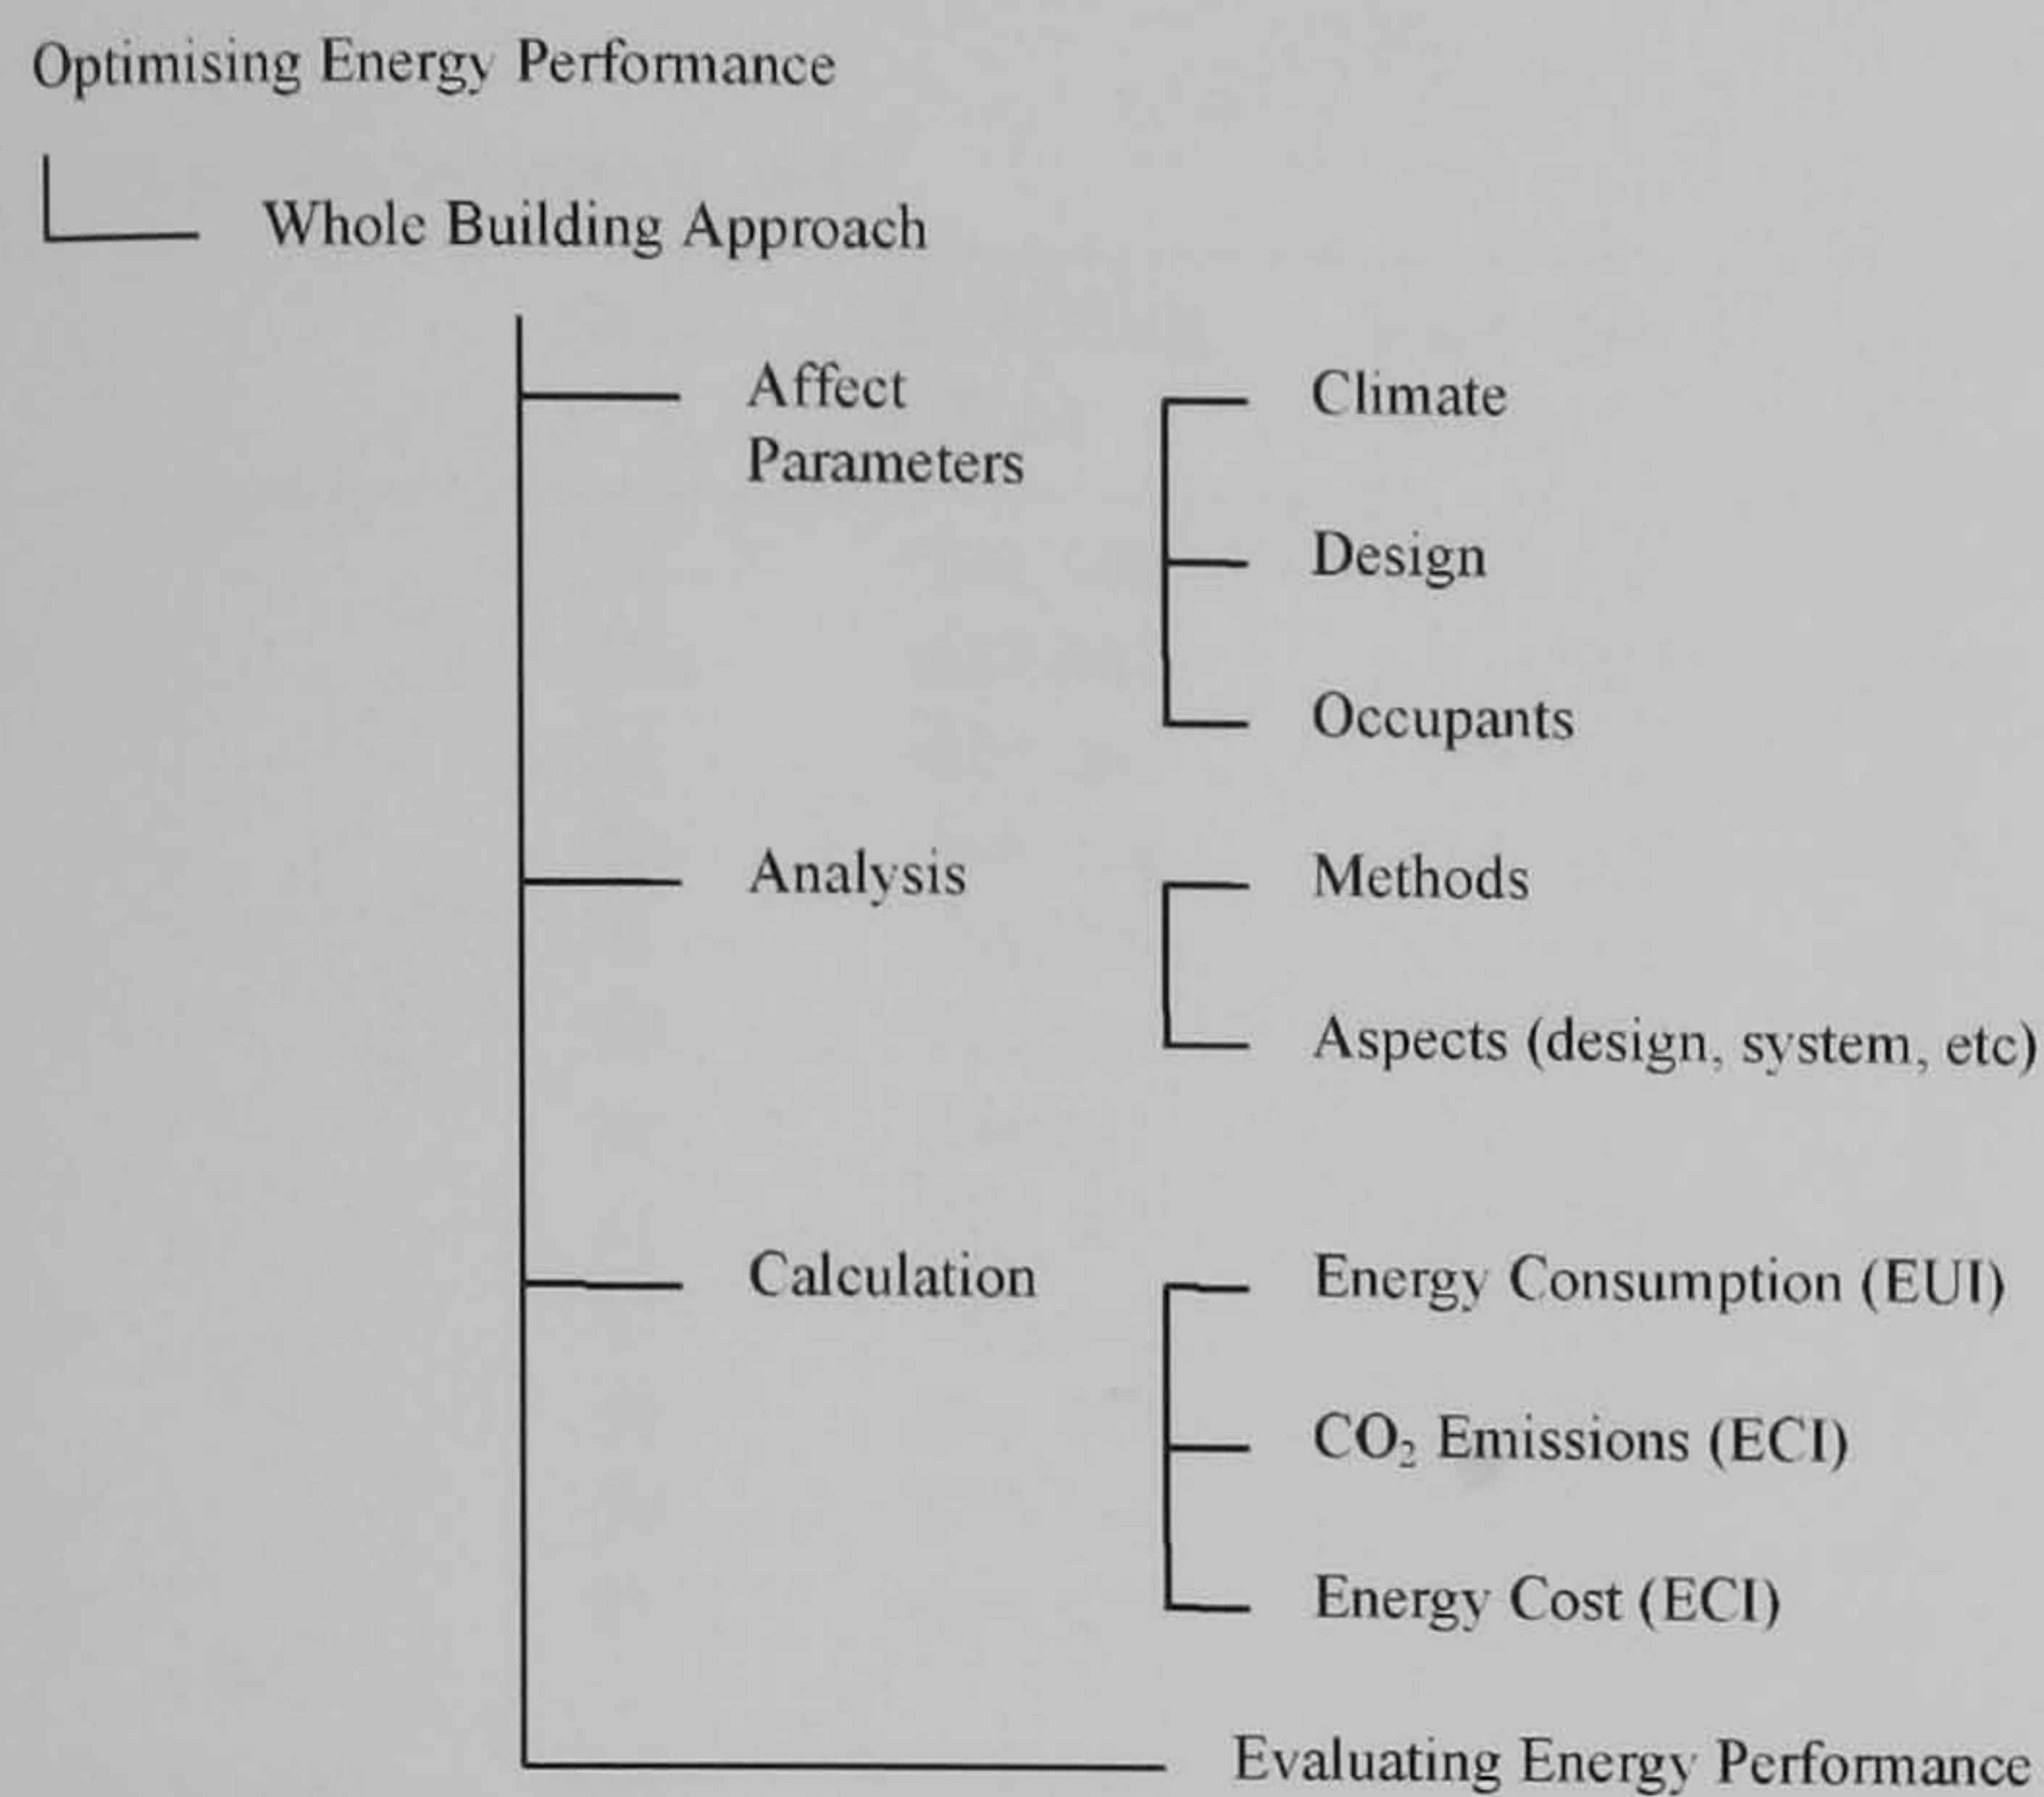 Optimising Energy Performance
Whole Building Approach
Affect
Parameters
Climate
Design
Occupants
Analysis
Methods
Aspects (design, system, etc)
Calculation
Energy Consumption (EUI)
CO₂ Emissions (ECI)
Energy Cost (ECI)
Evaluating Energy Performance